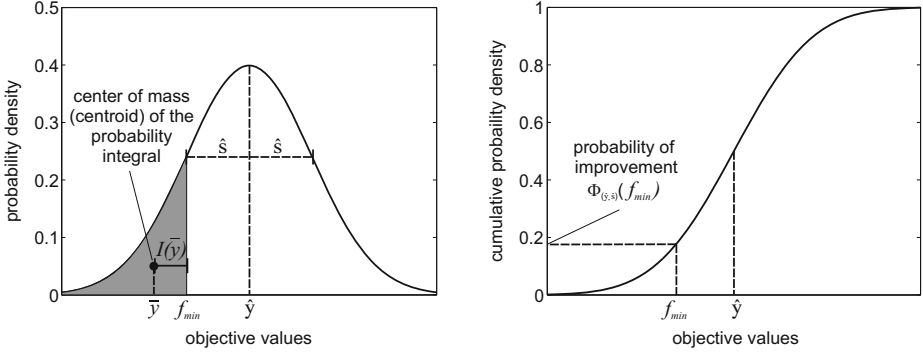 0.5
0.4
0.3
0.2
0.1
0
probability density
center of mass
(centroid) of the
probability
integral
ŝ
ŝ
I(y̅)
y̅
f_min
ŷ
objective values
1
0.8
0.6
0.4
0.2
0
cumulative probability density
probability of
improvement
Φ(ŷ,ŝ)(f_min)
f_min
ŷ
objective values